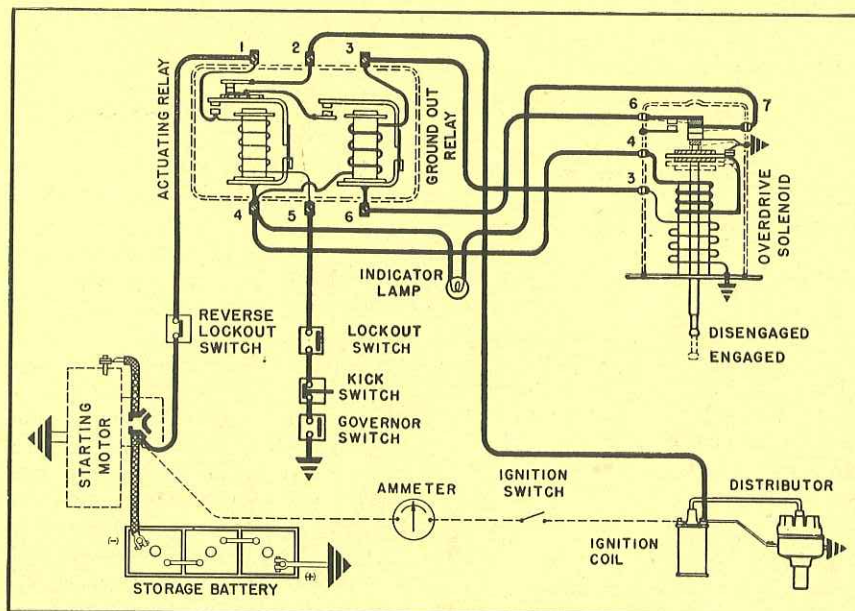 1 2 3
ACTUATING RELAY
GROUND OUT
RELAY
4 5 6
6 7
4
3
OVERDRIVE
SOLENOID
INDICATOR
LAMP
REVERSE
LOCKOUT
SWITCH
LOCKOUT
SWITCH
KICK
SWITCH
GOVERNOR
SWITCH
DISENGAGED
ENGAGED
STARTING
MOTOR
AMMETER
IGNITION
SWITCH
DISTRIBUTOR
IGNITION
COIL
(-)
(+)
STORAGE BATTERY